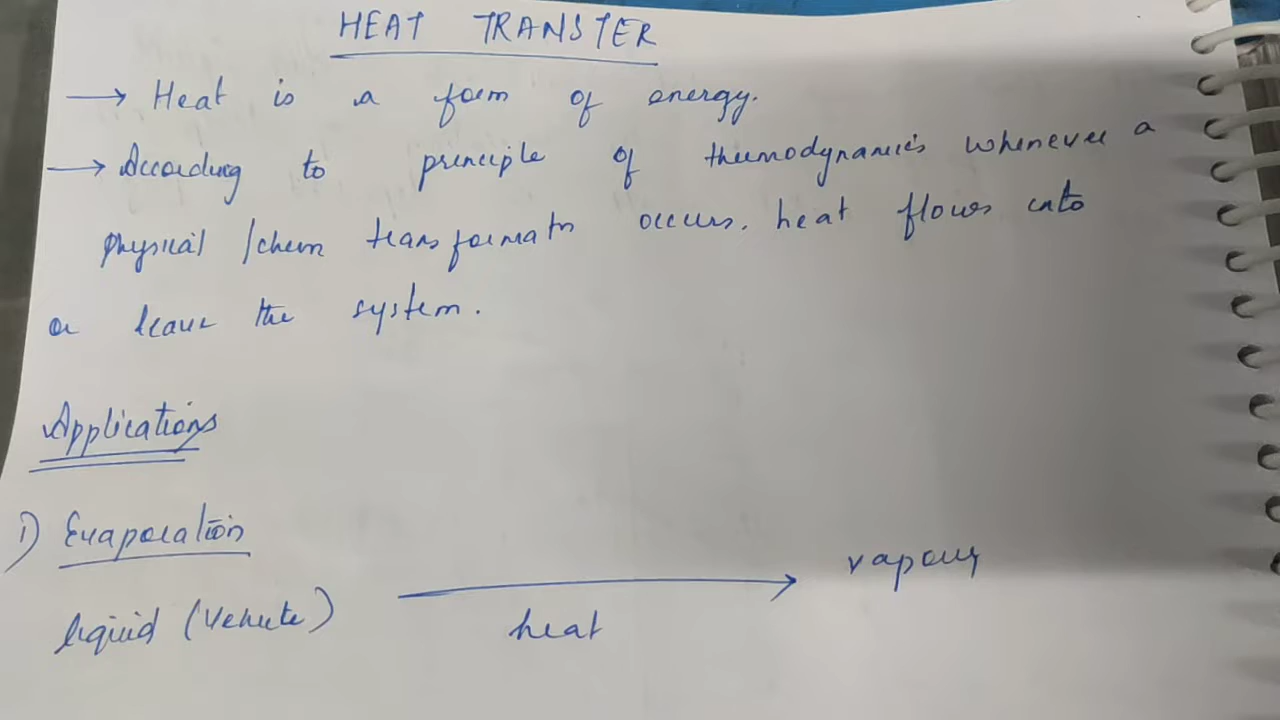 HEAT TRANSFER
→ Heat is a form of energy.
→ According to principle of thermodynamics whenever a
physical /chem transformatn occurs, heat flows into
or leave the system.
Applications
1) Evaporation
liquid (Vehicle)
heat
vapour